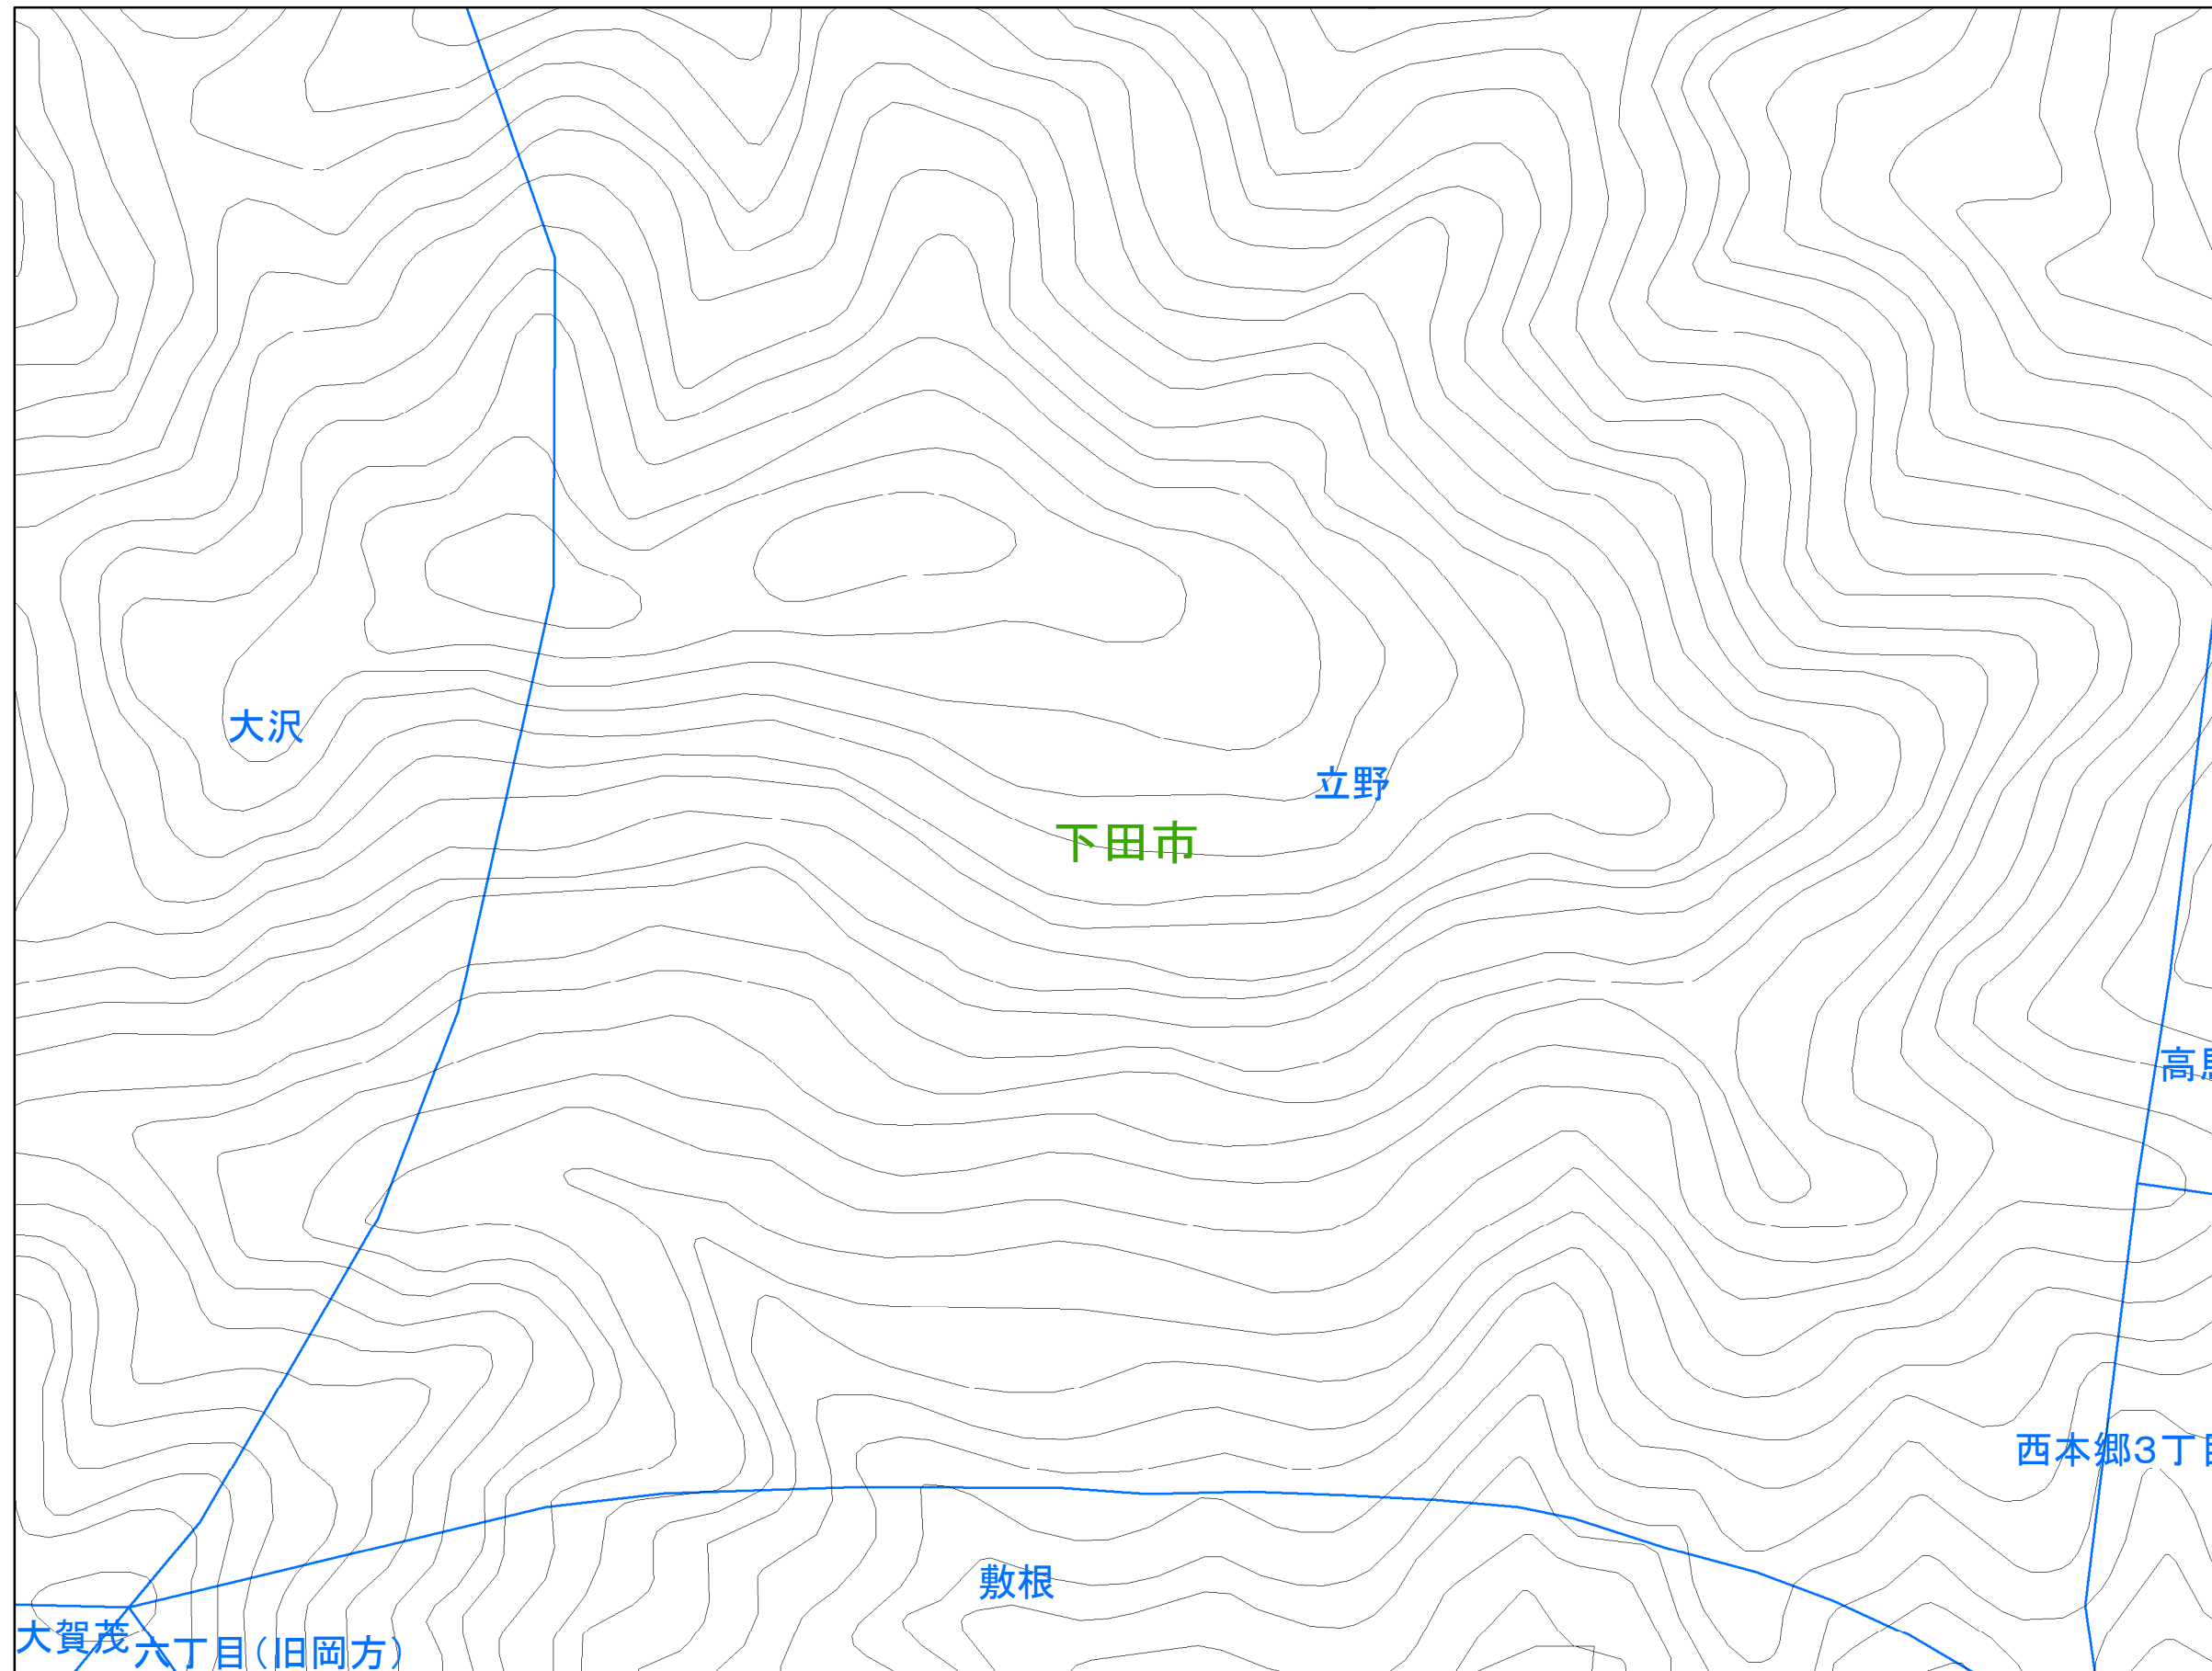 大沢
立野
下田市
高
西本郷3丁
敷根
大賀茂
六丁目(旧岡方)